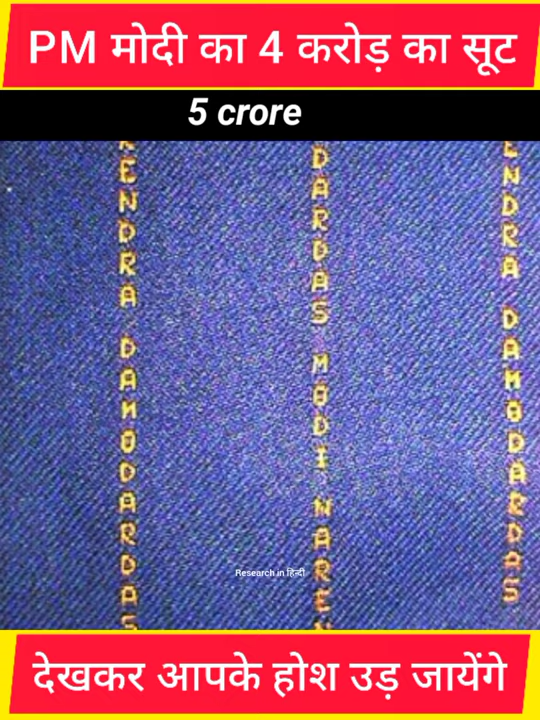 PM मोदी का 4 करोड़ का सूट
5 crore
ENDRA DAMODARDAS
DARDAS MODI NAREN
ENDRA DAMODARDAS
Research in हिन्दी
देखकर आपके होश उड़ जायेंगे